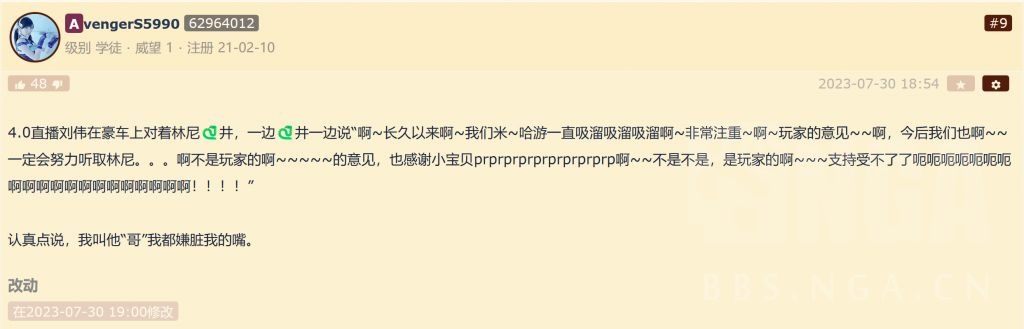 AvengerS5990 62964012
#9
级别 学徒 · 威望 1 · 注册 21-02-10
48
2023-07-30 18:54
4.0直播刘伟在豪车上对着林尼 井，一边 井一边说“啊~长久以来啊~我们米~哈游一直吸溜吸溜吸溜啊~非常注重~啊~玩家的意见~~啊，今后我们也啊~~
一定会努力听取林尼。。。啊不是玩家的啊~~~~~的意见，也感谢小宝贝prprprprprprprprprp啊~~不是不是，是玩家的啊~~~支持受不了了呃呃呃呃呃呃呃
啊啊啊啊啊啊啊啊啊啊啊啊啊！！！！”
认真点说，我叫他“哥”我都嫌脏我的嘴。
改动
在2023-07-30 19:00修改
NGA
BBS.NGA.CN